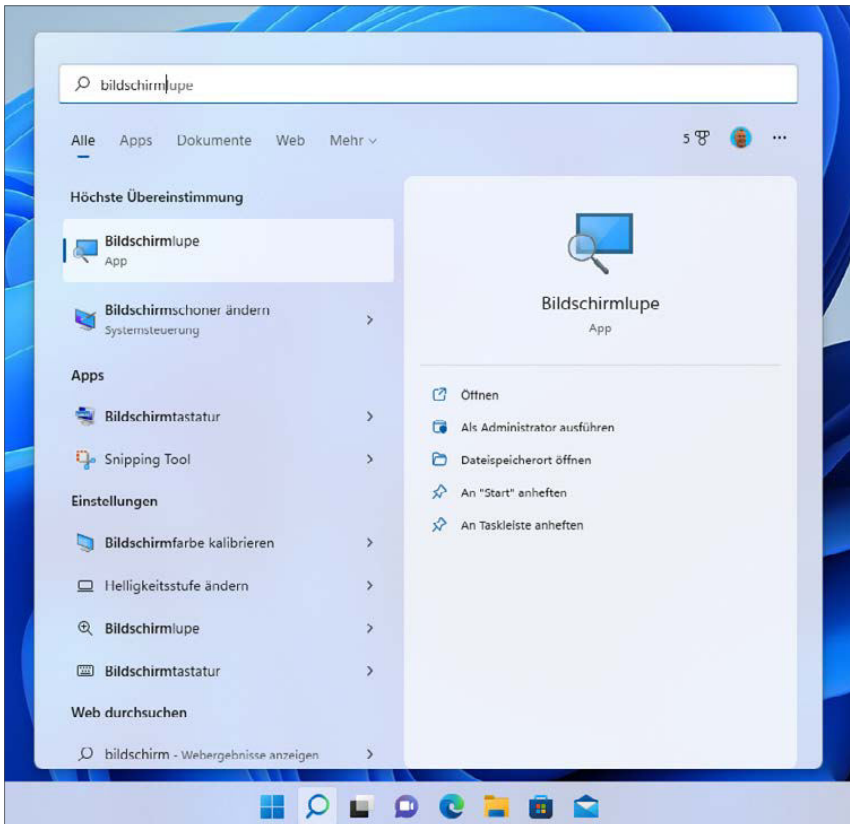 bildschirmlupe
Alle Apps Dokumente Web Mehr
5
Höchste Übereinstimmung
Bildschirmlupe
App
Bildschirmschoner ändern
Systemsteuerung
Apps
Bildschirmtastatur
Snipping Tool
Einstellungen
Bildschirmfarbe kalibrieren
Helligkeitsstufe ändern
Bildschirmlupe
Bildschirmtastatur
Web durchsuchen
bildschirm - Webergebnisse anzeigen
Bildschirmlupe
App
Öffnen
Als Administrator ausführen
Dateispeicherort öffnen
An "Start" anheften
An Taskleiste anheften